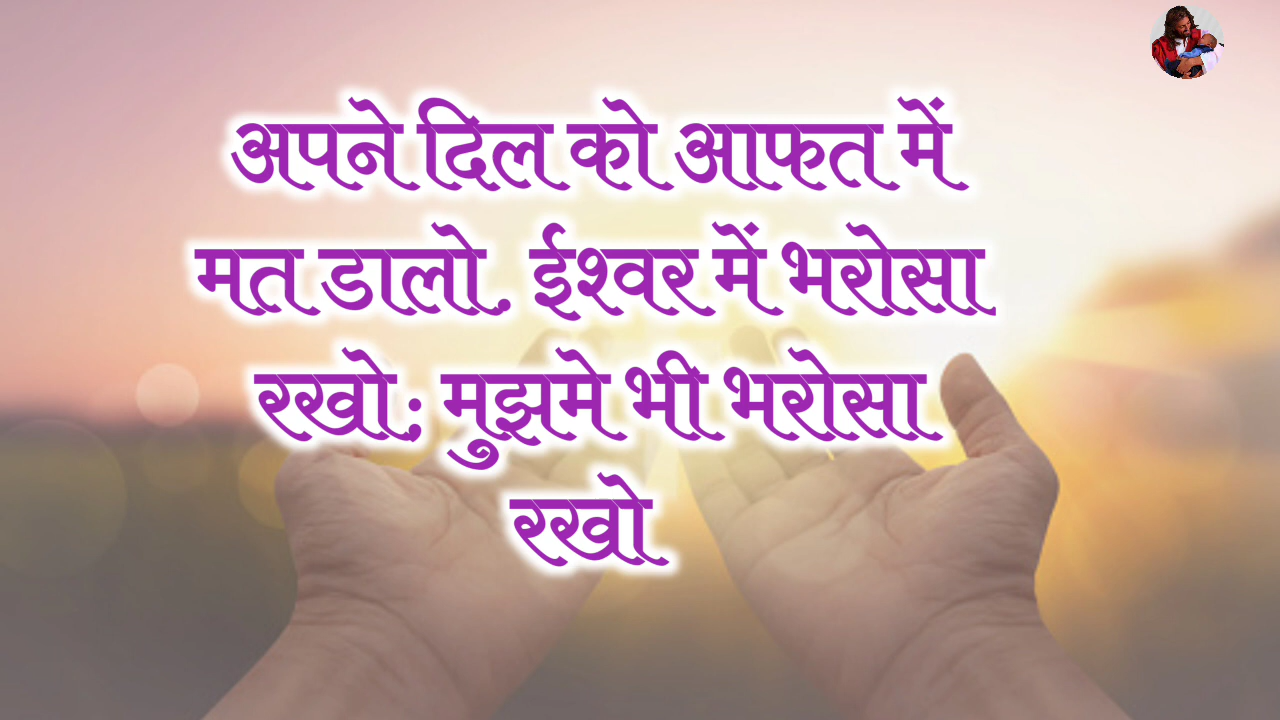 अपने दिल को आफत में
मत डालो. ईश्वर में भरोसा
रखो; मुझमे भी भरोसा
रखो